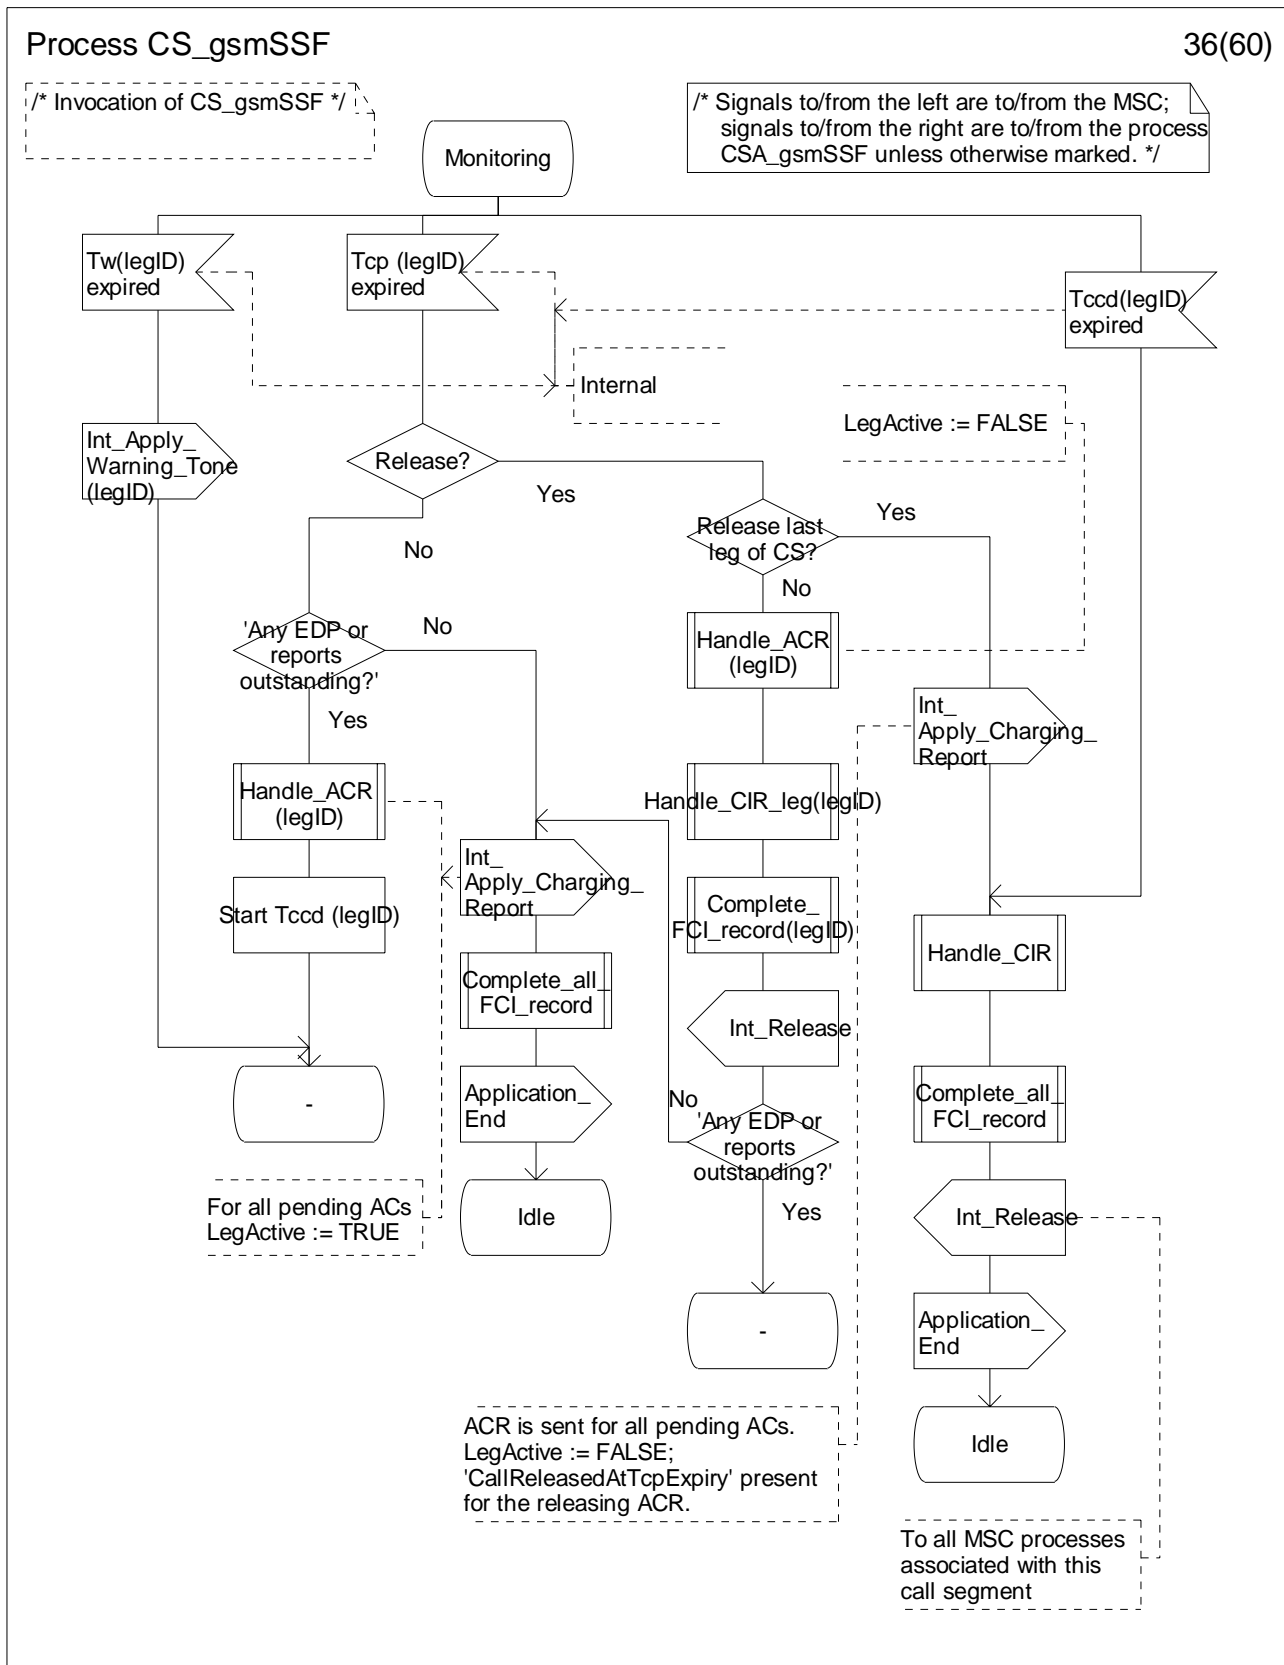 Process CS_gsmSSF
36(60)
/* Invocation of CS_gsmSSF */
/* Signals to/from the left are to/from the MSC;
signals to/from the right are to/from the process
CSA_gsmSSF unless otherwise marked. */
Monitoring
Tw(legID)
expired
Tcp (legID)
expired
Tccd(legID)
expired
Internal
LegActive := FALSE
Int_Apply_
Warning_Tone
(legID)
Release?
Yes
No
Release last
leg of CS?
Yes
No
'Any EDP or
reports
outstanding?'
No
Yes
Handle_ACR
(legID)
Int_
Apply_Charging_
Report
Handle_ACR
(legID)
Handle_CIR_leg(legID)
Int_
Apply_Charging_
Report
Start Tccd (legID)
Complete_
FCI_record(legID)
Handle_CIR
Complete_all_
FCI_record
Int_Release
Application_
End
-
No
'Any EDP or
reports
outstanding?'
Yes
Complete_all_
FCI_record
For all pending ACs
LegActive := TRUE
Idle
Int_Release
-
Application_
End
ACR is sent for all pending ACs.
LegActive := FALSE;
'CallReleasedAtTcpExpiry' present
for the releasing ACR.
Idle
To all MSC processes
associated with this
call segment